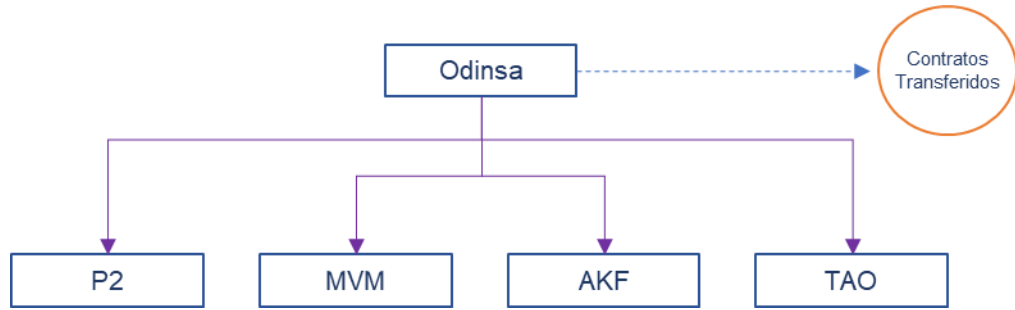 Odinsa
Contratos
Transferidos
P2
MVM
AKF
TAO